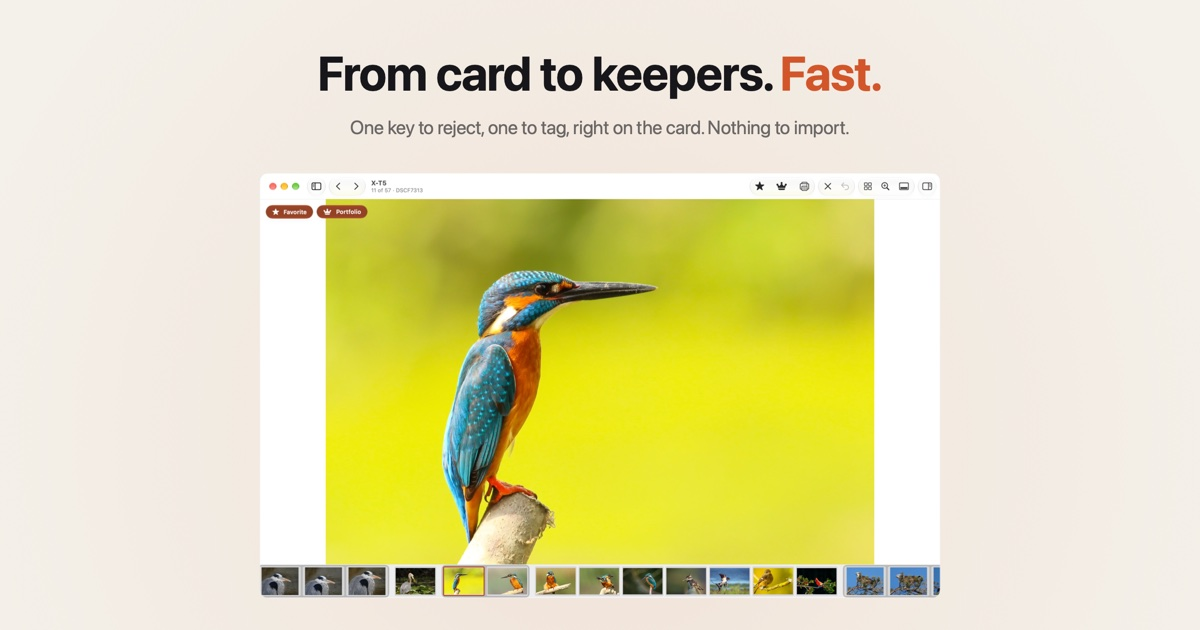 From card to keepers. Fast.
One key to reject, one to tag, right on the card. Nothing to import.
X-T5
11 of 57 · DSCF7313
Favorite
Portfolio